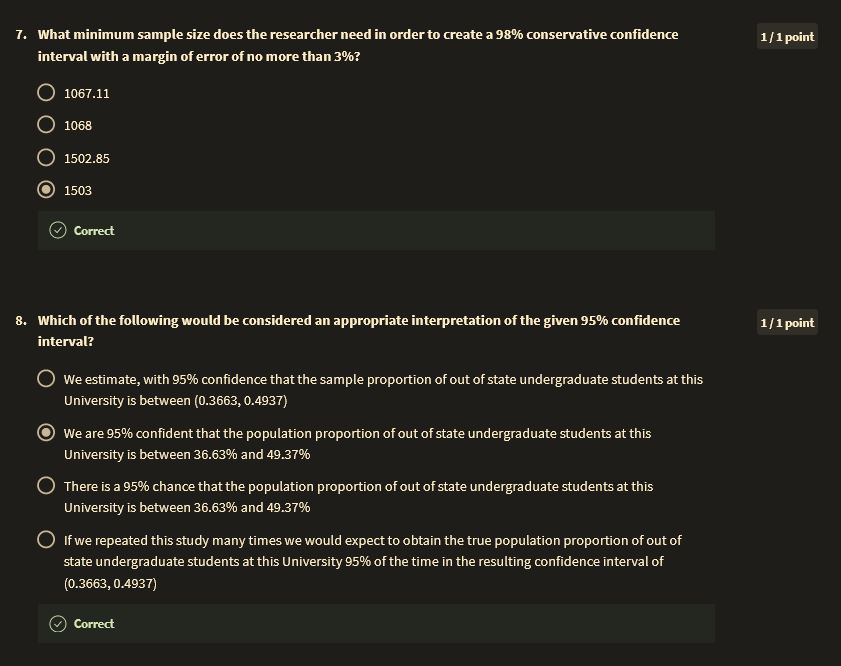 7. What minimum sample size does the researcher need in order to create a 98% conservative confidence
interval with a margin of error of no more than 3%?
1 / 1 point
1067.11
1068
1502.85
1503
Correct
8. Which of the following would be considered an appropriate interpretation of the given 95% confidence
interval?
1 / 1 point
We estimate, with 95% confidence that the sample proportion of out of state undergraduate students at this
University is between (0.3663, 0.4937)
We are 95% confident that the population proportion of out of state undergraduate students at this
University is between 36.63% and 49.37%
There is a 95% chance that the population proportion of out of state undergraduate students at this
University is between 36.63% and 49.37%
If we repeated this study many times we would expect to obtain the true population proportion of out of
state undergraduate students at this University 95% of the time in the resulting confidence interval of
(0.3663, 0.4937)
Correct